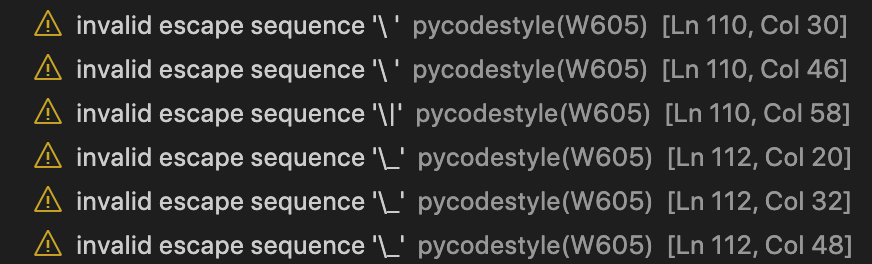 invalid escape sequence '\ ' pycodestyle(W605) [Ln 110, Col 30]
invalid escape sequence '\ ' pycodestyle(W605) [Ln 110, Col 46]
invalid escape sequence '\|' pycodestyle(W605) [Ln 110, Col 58]
invalid escape sequence '\_' pycodestyle(W605) [Ln 112, Col 20]
invalid escape sequence '\_' pycodestyle(W605) [Ln 112, Col 32]
invalid escape sequence '\_' pycodestyle(W605) [Ln 112, Col 48]